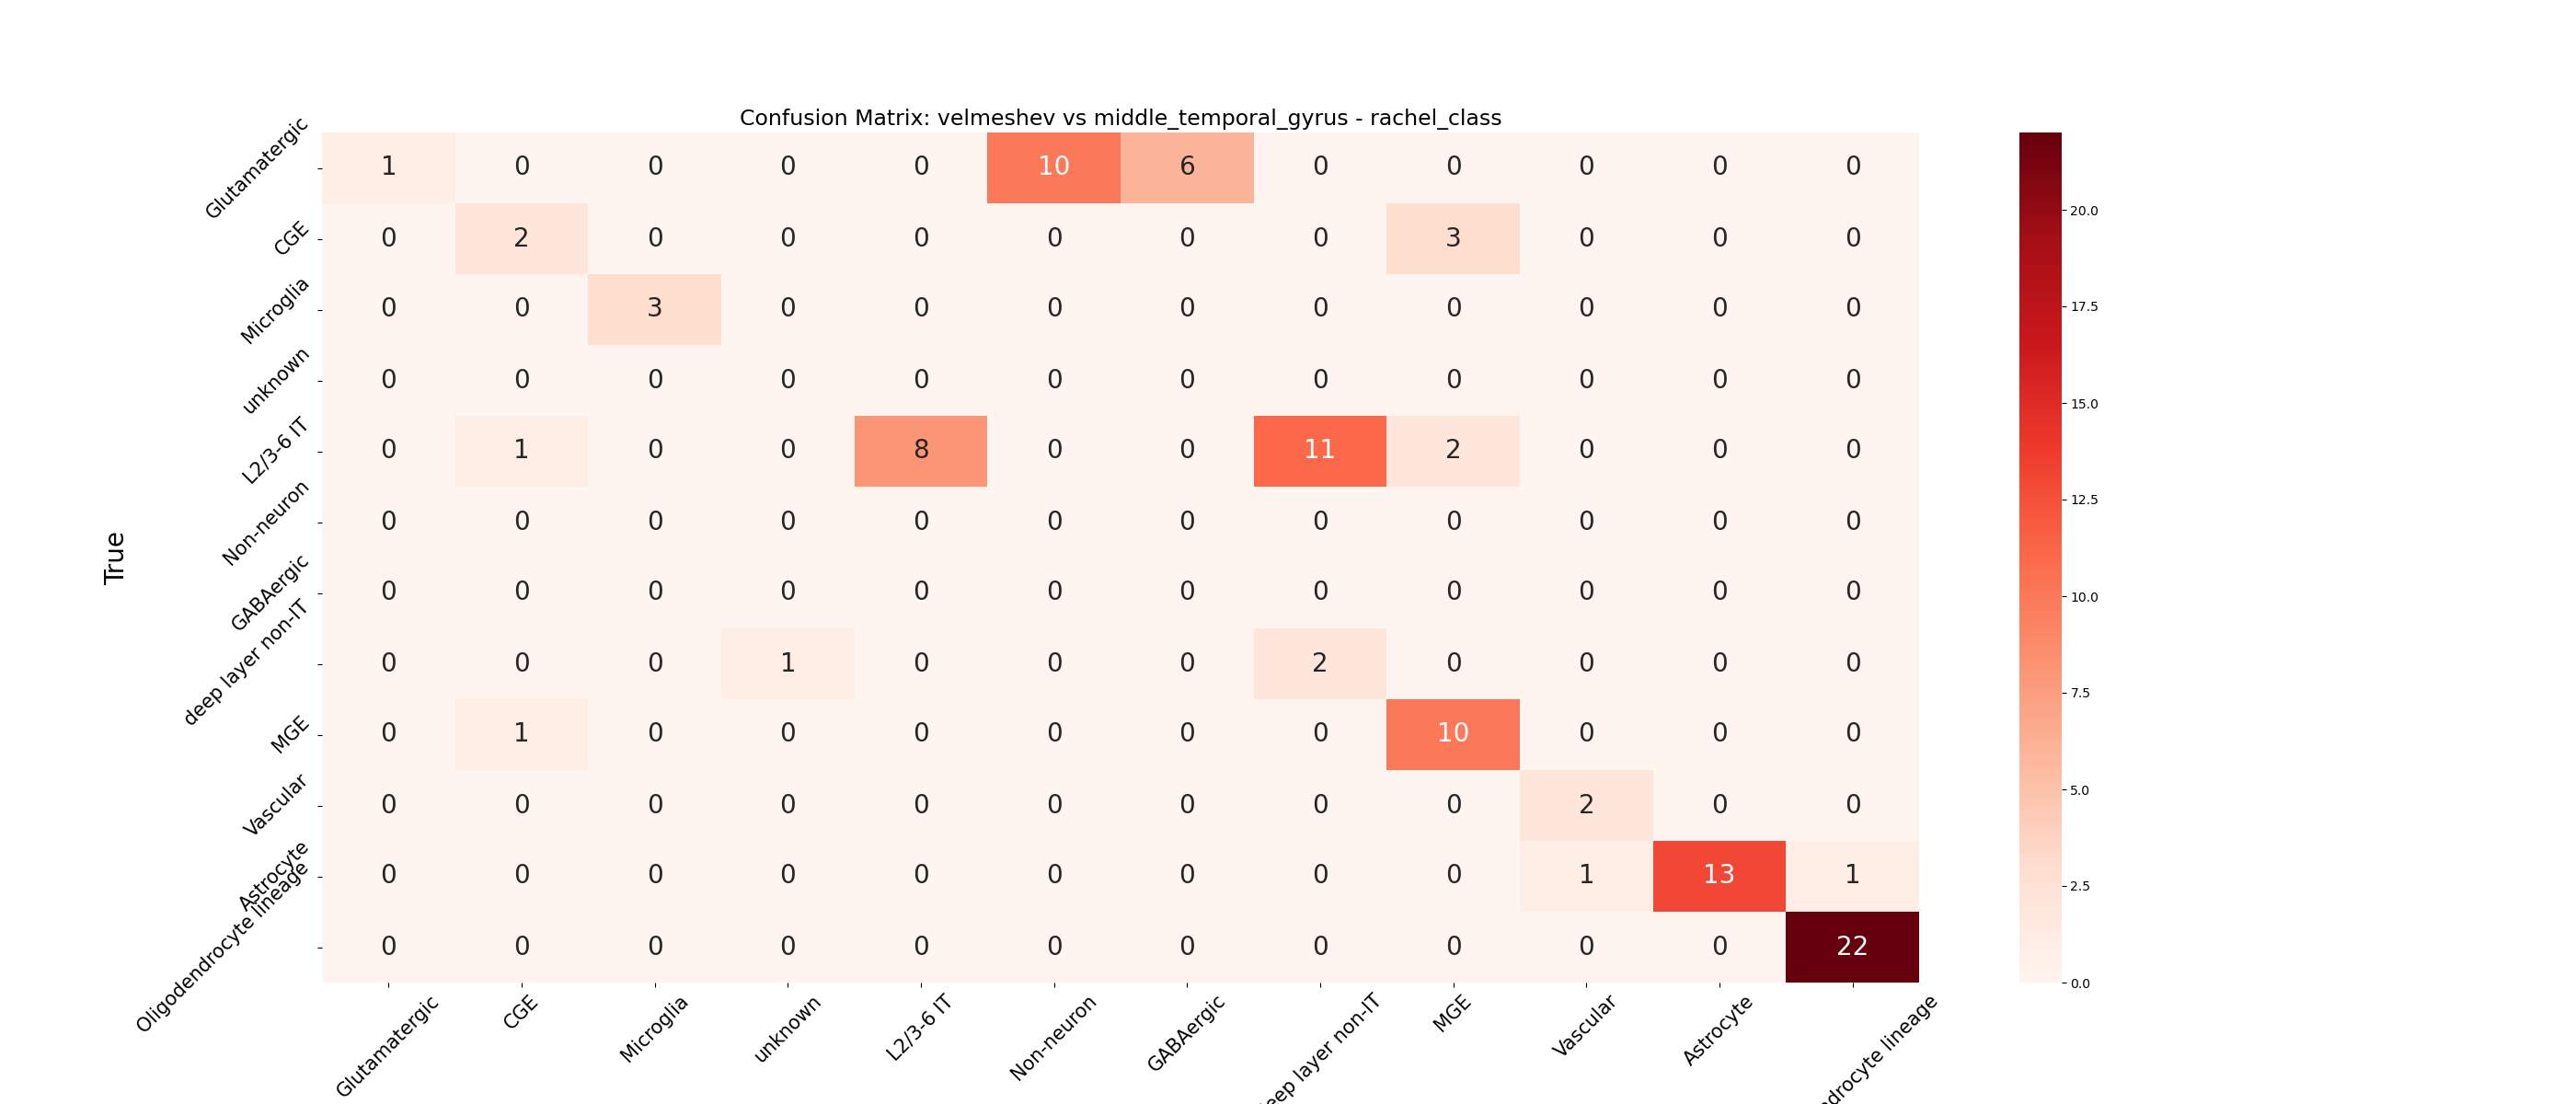 Confusion Matrix: velmeshev vs middle_temporal_gyrus - rachel_class
True
Glutamatergic 1 0 0 0 0 10 6 0 0 0 0 0
CGE 0 2 0 0 0 0 0 0 3 0 0 0
Microglia 0 0 3 0 0 0 0 0 0 0 0 0
unknown 0 0 0 0 0 0 0 0 0 0 0 0
L2/3-6 IT 0 1 0 0 8 0 0 11 2 0 0 0
Non-neuron 0 0 0 0 0 0 0 0 0 0 0 0
GABAergic 0 0 0 0 0 0 0 0 0 0 0 0
deep layer non-IT 0 0 0 1 0 0 0 2 0 0 0 0
MGE 0 1 0 0 0 0 0 0 10 0 0 0
Vascular 0 0 0 0 0 0 0 0 0 2 0 0
Astrocyte 0 0 0 0 0 0 0 0 0 1 13 1
Oligodendrocyte lineage 0 0 0 0 0 0 0 0 0 0 0 22
Glutamatergic
CGE
Microglia
unknown
L2/3-6 IT
Non-neuron
GABAergic
eep layer non-IT
MGE
Vascular
Astrocyte
ndrocyte lineage
20.0
17.5
15.0
12.5
10.0
7.5
5.0
2.5
0.0